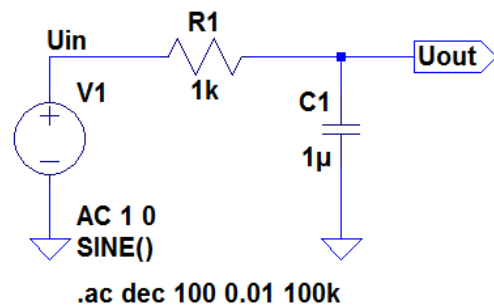 Uin
R1
1k
Uout
V1
C1
1µ
+
−
AC 1 0
SINE()
.ac dec 100 0.01 100k